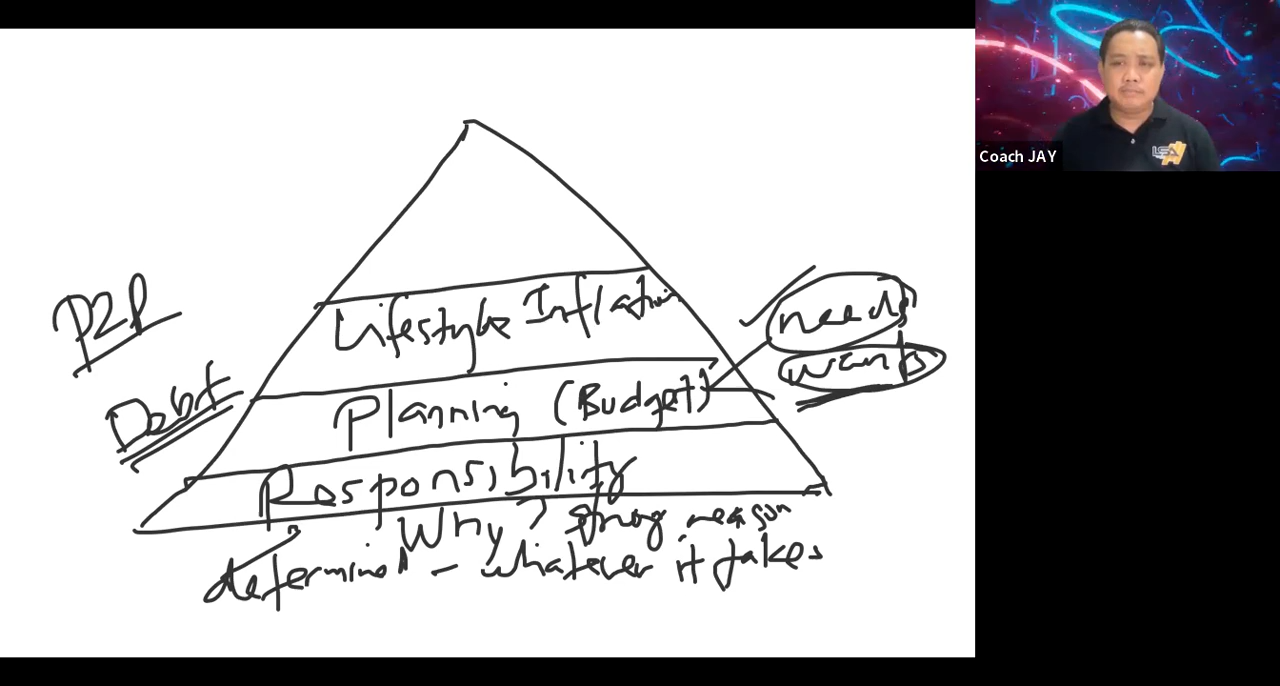 Coach JAY
Lifestyle Inflation
needs
wants
P2P
Debt
Planning (Budget)
Responsibility
Why? strong reason
determined - whatever it takes